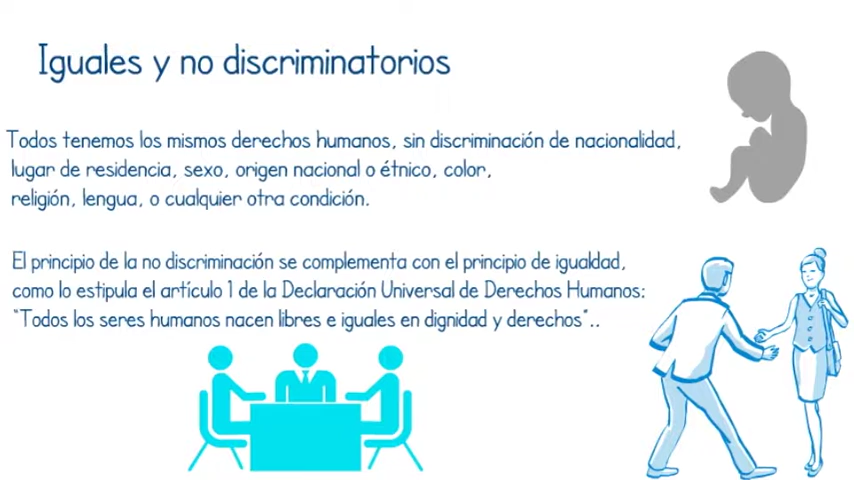 Iguales y no discriminatorios
Todos tenemos los mismos derechos humanos, sin discriminación de nacionalidad,
lugar de residencia, sexo, origen nacional o étnico, color,
religión, lengua, o cualquier otra condición.
El principio de la no discriminación se complementa con el principio de igualdad,
como lo estipula el artículo 1 de la Declaración Universal de Derechos Humanos:
"Todos los seres humanos nacen libres e iguales en dignidad y derechos"..